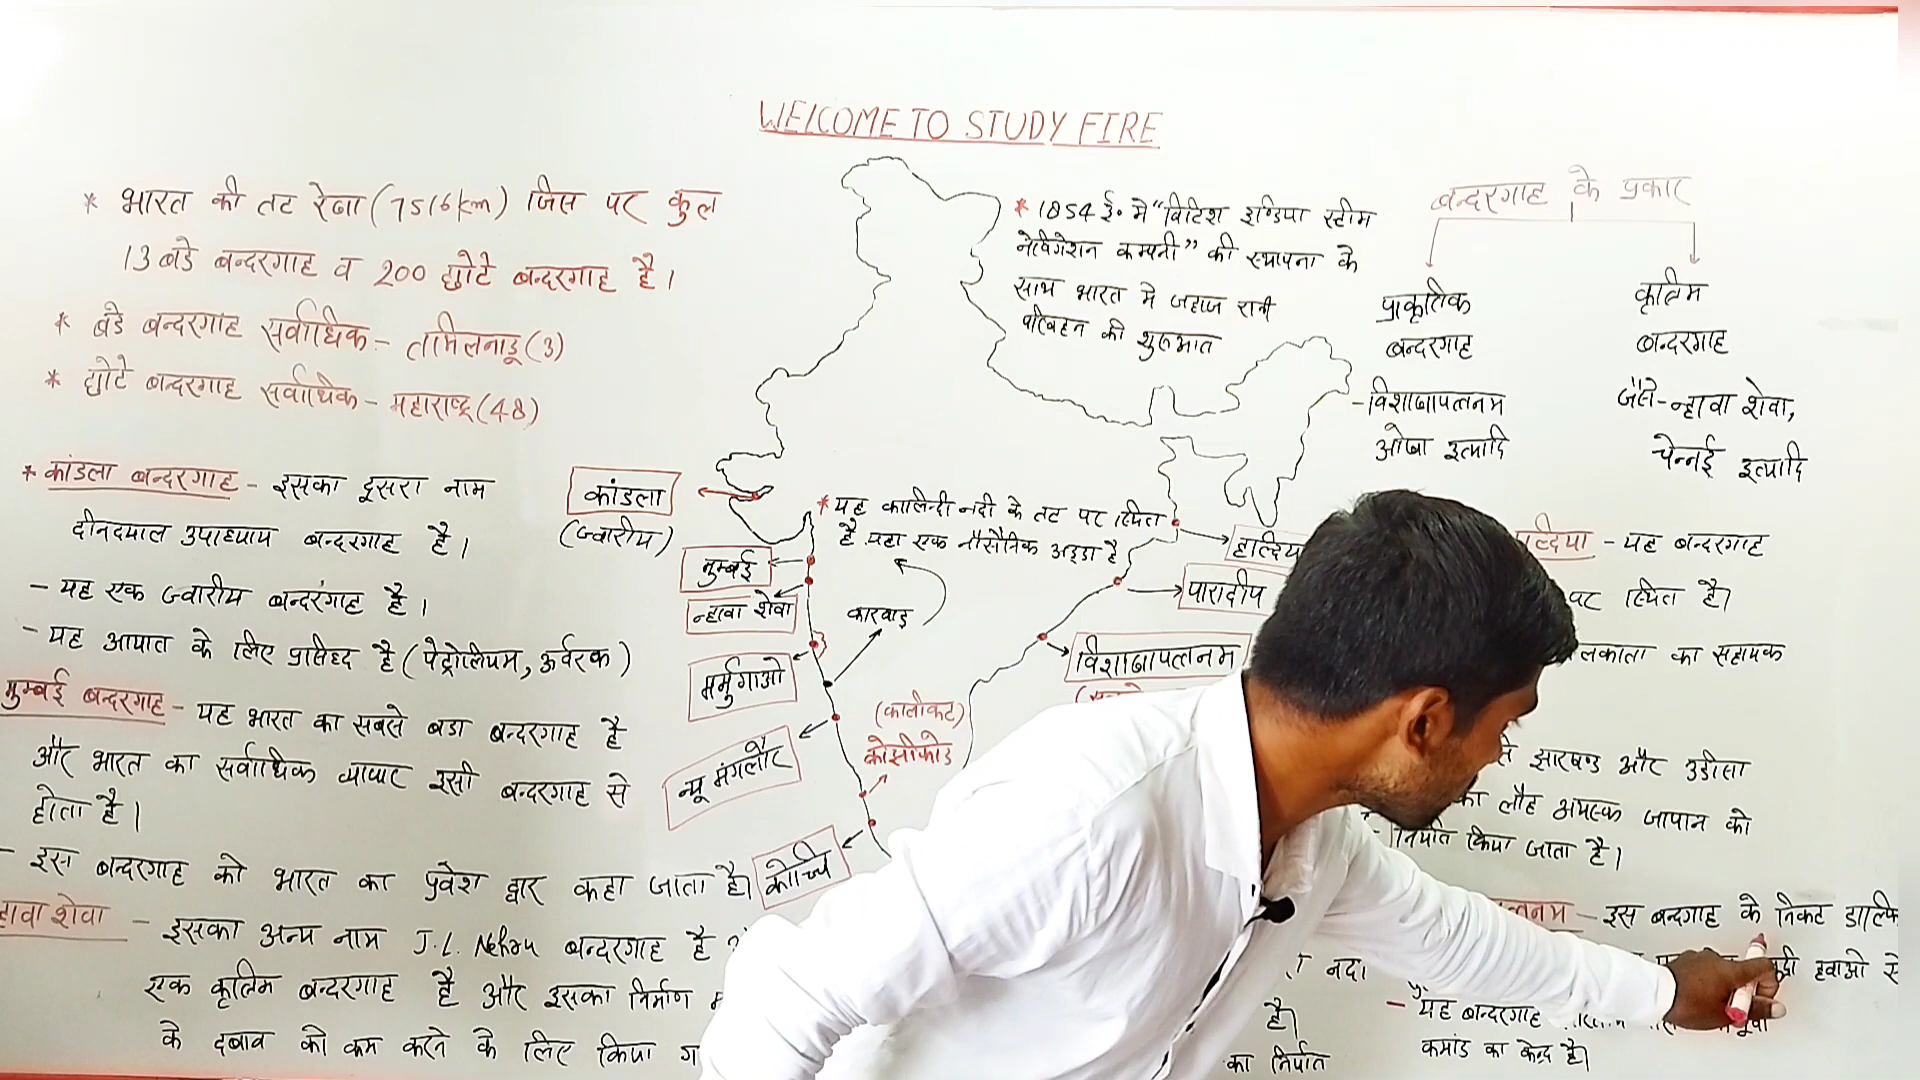 WELCOME TO STUDY FIRE
* भारत की तट रेखा (7516km) जिस पर कुल
13 बडे बन्दरगाह व 200 छोटे बन्दरगाह है।
* बडे बन्दरगाह सर्वाधिक - तामिलनाडू (3)
* छोटे बन्दरगाह सर्वाधिक - महाराष्ट्र (48)
* कांडला बन्दरगाह - इसका दूसरा नाम
दीनदयाल उपाध्याय बन्दरगाह है।
- यह एक ज्वारीय बन्दरगाह है।
- यह आयात के लिए प्रसिध्द है (पेट्रोलियम, ऊर्वरक)
मुम्बई बन्दरगाह - यह भारत का सबसे बडा बन्दरगाह है
और भारत का सर्वाधिक व्यापार इसी बन्दरगाह से
होता है।
- इस बन्दरगाह को भारत का प्रवेश द्वार कहा जाता है।
हावा शेवा - इसका अन्य नाम J.L. Nehru बन्दरगाह है
एक कृत्रिम बन्दरगाह है और इसका निर्माण
के दबाव को कम करने के लिए किया
कांडला
(ज्वारीय)
मुम्बई
न्हावा शेवा
मर्मुगाओ
न्यू मंगलौर
कोच्चि
* यह कालिन्दी नदी के तट पर स्थित
है यहा एक नौसैनिक अड्डा है
कारवाड़
(कालीकट)
कोझीकोड
हाल्दिया
पारादीप
विशाखापत्तनम
* 1854 ई. मे "ब्रिटिश इण्डिया स्टीम
नेविगेशन कम्पनी" की स्थापना के
साथ भारत मे जहाज रानी
परिवहन की शुरुआत
बन्दरगाह के प्रकार
प्राकृतिक
बन्दरगाह
- विशाखापत्तनम
ओखा इत्यादि
कृत्रिम
बन्दरगाह
जैसे - न्हावा शेवा,
चेन्नई इत्यादि
ल्दिया - यह बन्दरगाह
पर स्थित है।
लकाता का सहायक
झारखण्ड और उडीसा
का लौह अयस्क जापान को
निर्यात किया जाता है।
त्तनम - इस बन्दगाह के निकट डाल्फि
हवाओ से
- यह बन्दरगाह
कमांड का केन्द्र है।
नदी
है।
का निर्यात